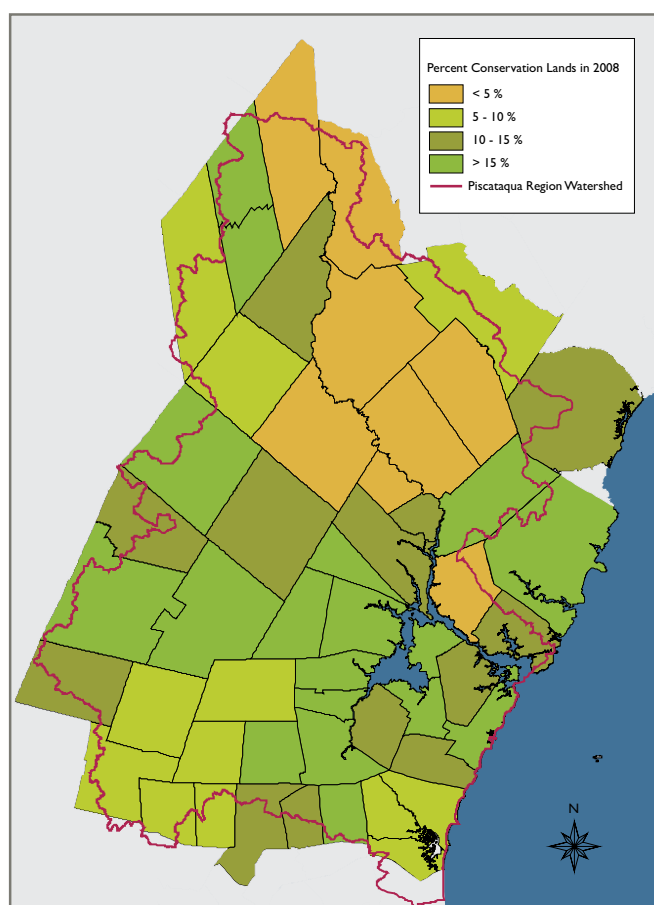 Percent Conservation Lands in 2008
< 5 %
5 - 10 %
10 - 15 %
> 15 %
Piscataqua Region Watershed
N